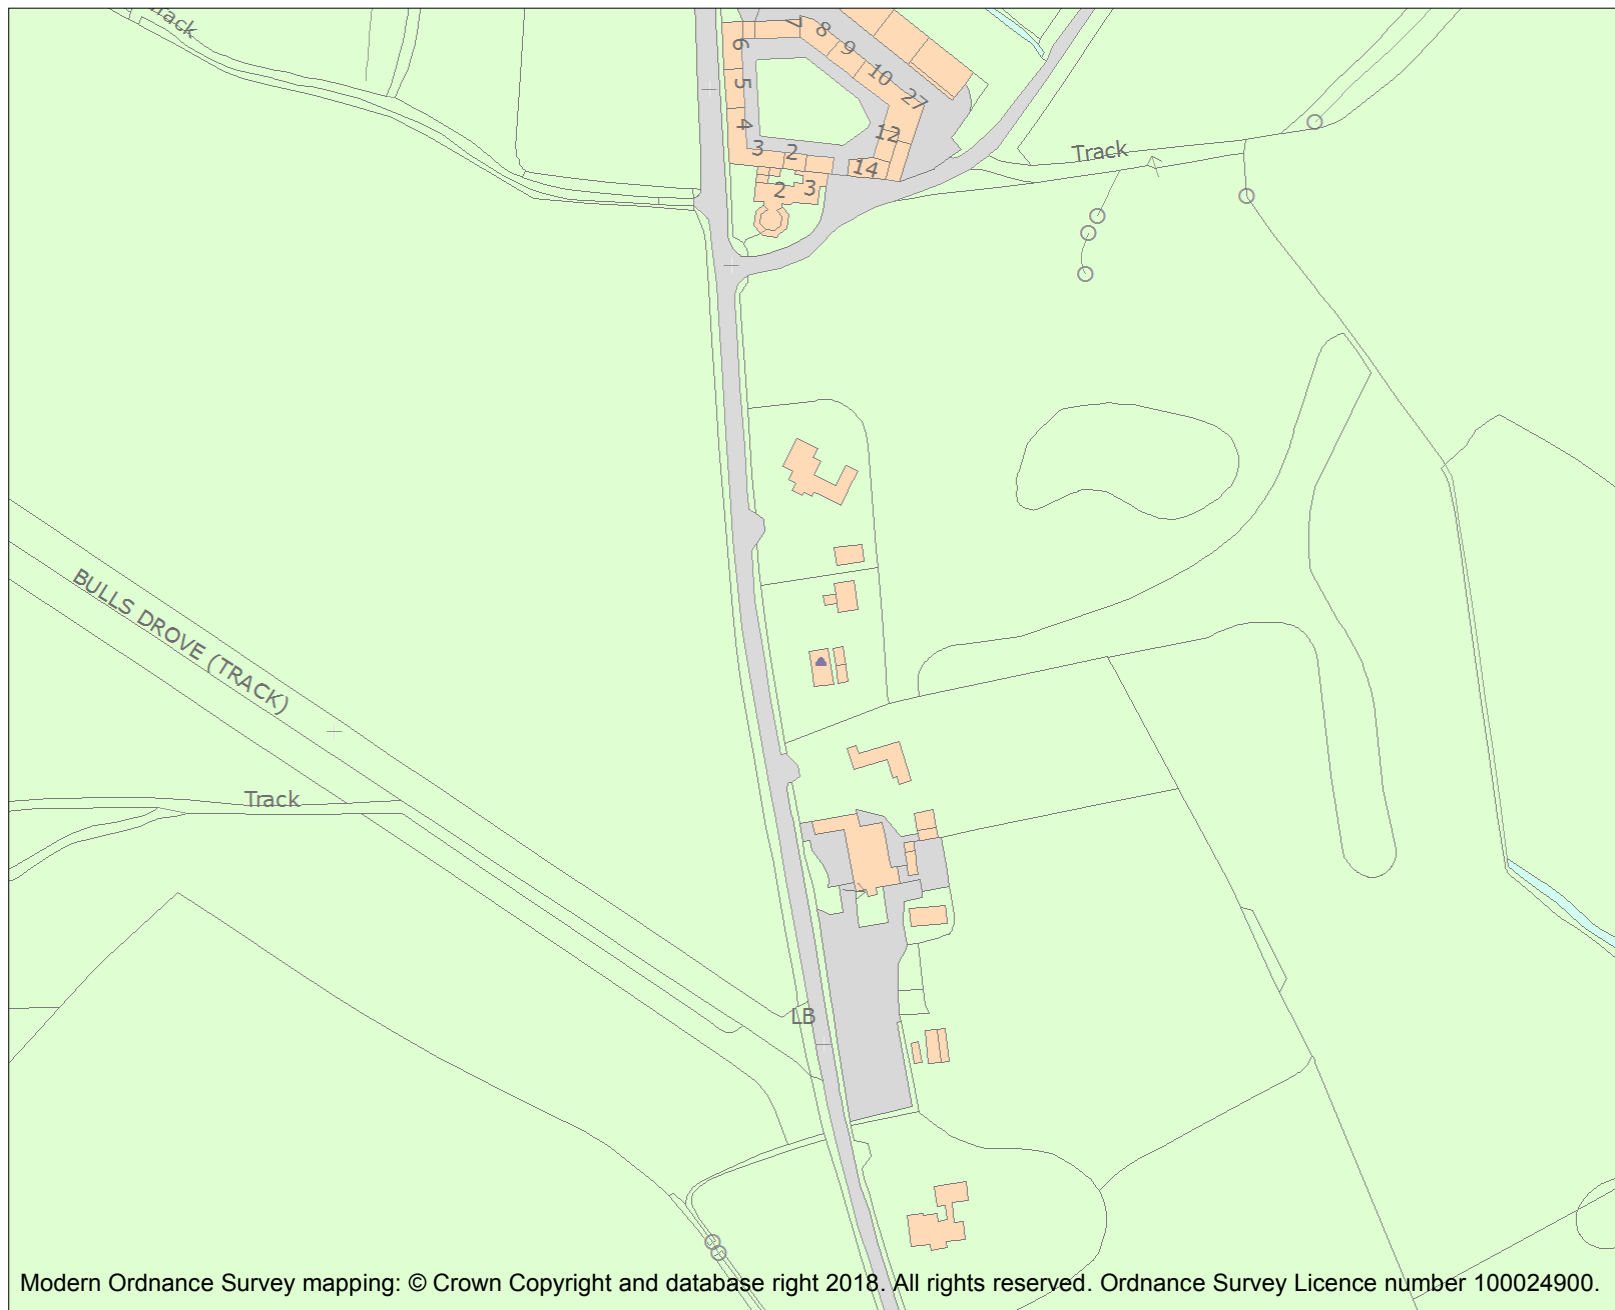 Track
7
8
6
9
5
10
27
4
12
3
2
14
Track
2
3
BULLS DROVE (TRACK)
Track
LB
Modern Ordnance Survey mapping: © Crown Copyright and database right 2018. All rights reserved. Ordnance Survey Licence number 100024900.